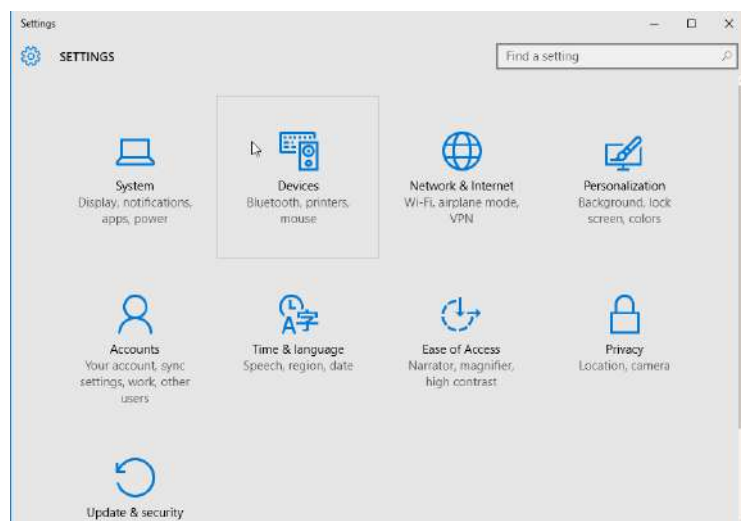 Settings
SETTINGS
Find a setting
System
Display, notifications,
apps, power
Devices
Bluetooth, printers,
mouse
Network & Internet
Wi-Fi, airplane mode,
VPN
Personalization
Background, lock
screen, colors
Accounts
Your account, sync
settings, work, other
users
Time & language
Speech, region, date
Ease of Access
Narrator, magnifier,
high contrast
Privacy
Location, camera
Update & security